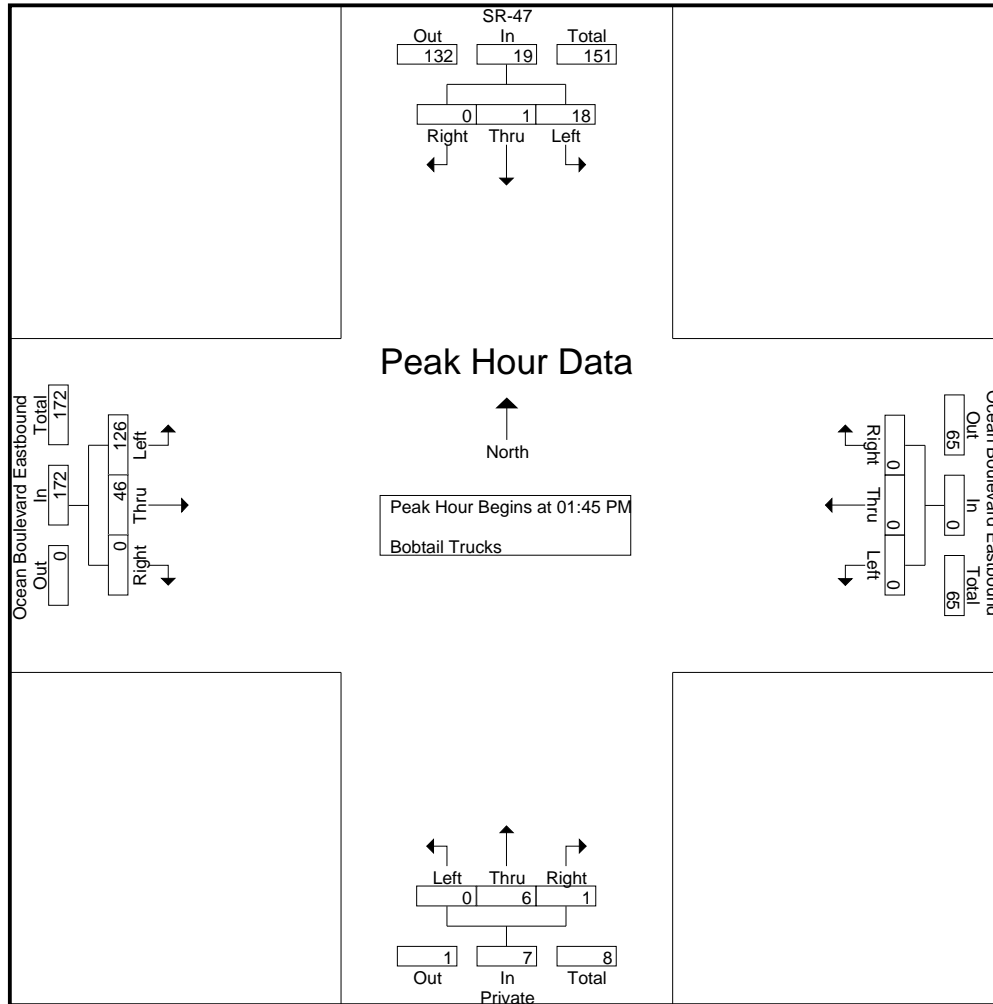 SR-47
Out In Total
132 19 151
0 1 18
Right Thru Left
Peak Hour Data
North
Peak Hour Begins at 01:45 PM
Bobtail Trucks
Ocean Boulevard Eastbound
Out In Total
0 172 172
0 46 126
Right Thru Left
Ocean Boulevard Eastbound
Out In Total
65 0 65
0 0 0
Right Thru Left
Left Thru Right
0 6 1
1 7 8
Out In Total
Private